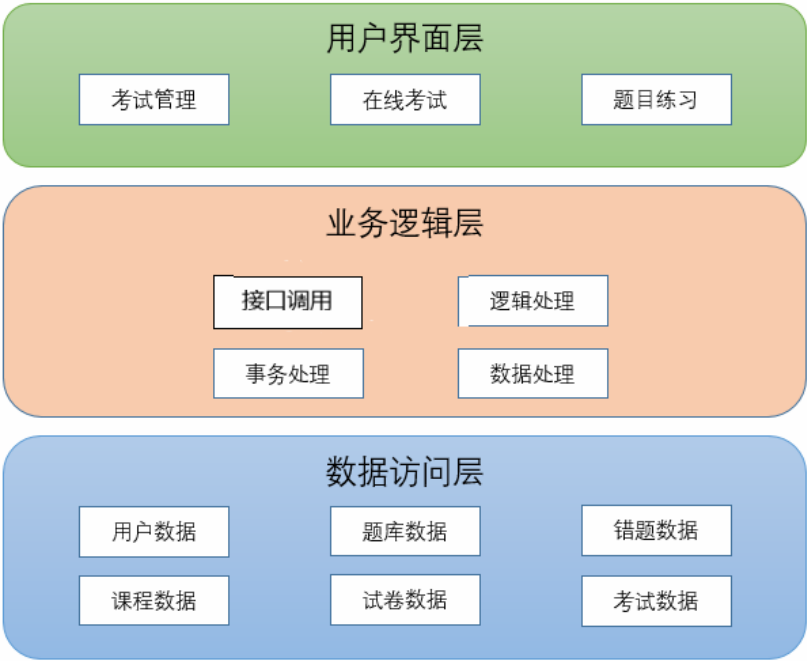 用户界面层
考试管理 在线考试 题目练习
业务逻辑层
接口调用 逻辑处理
事务处理 数据处理
数据访问层
用户数据 题库数据 错题数据
课程数据 试卷数据 考试数据